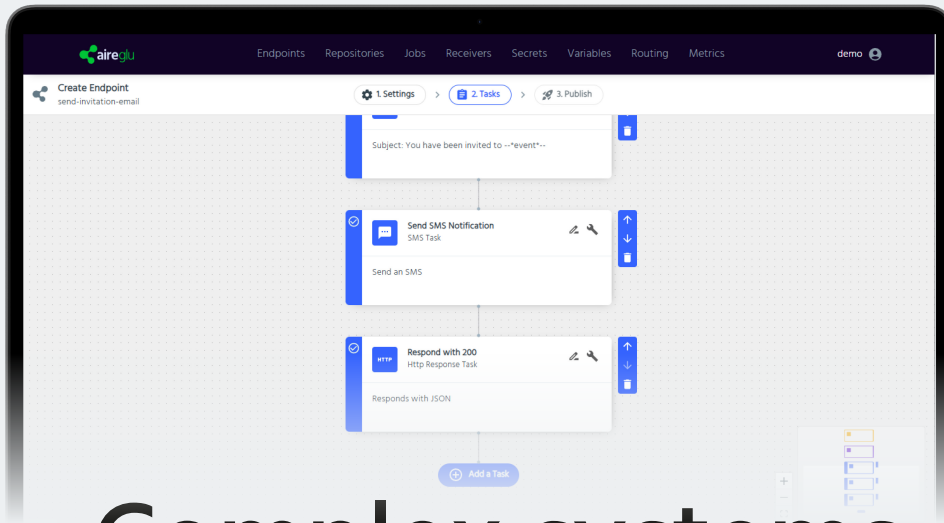 aireglu
Endpoints Repositories Jobs Receivers Secrets Variables Routing Metrics
demo
Create Endpoint
send-invitation-email
1. Settings > 2. Tasks > 3. Publish
Subject: You have been invited to --*event*--
Send SMS Notification
SMS Task
Send an SMS
HTTP
Respond with 200
Http Response Task
Responds with JSON
Add a Task
Complex systems